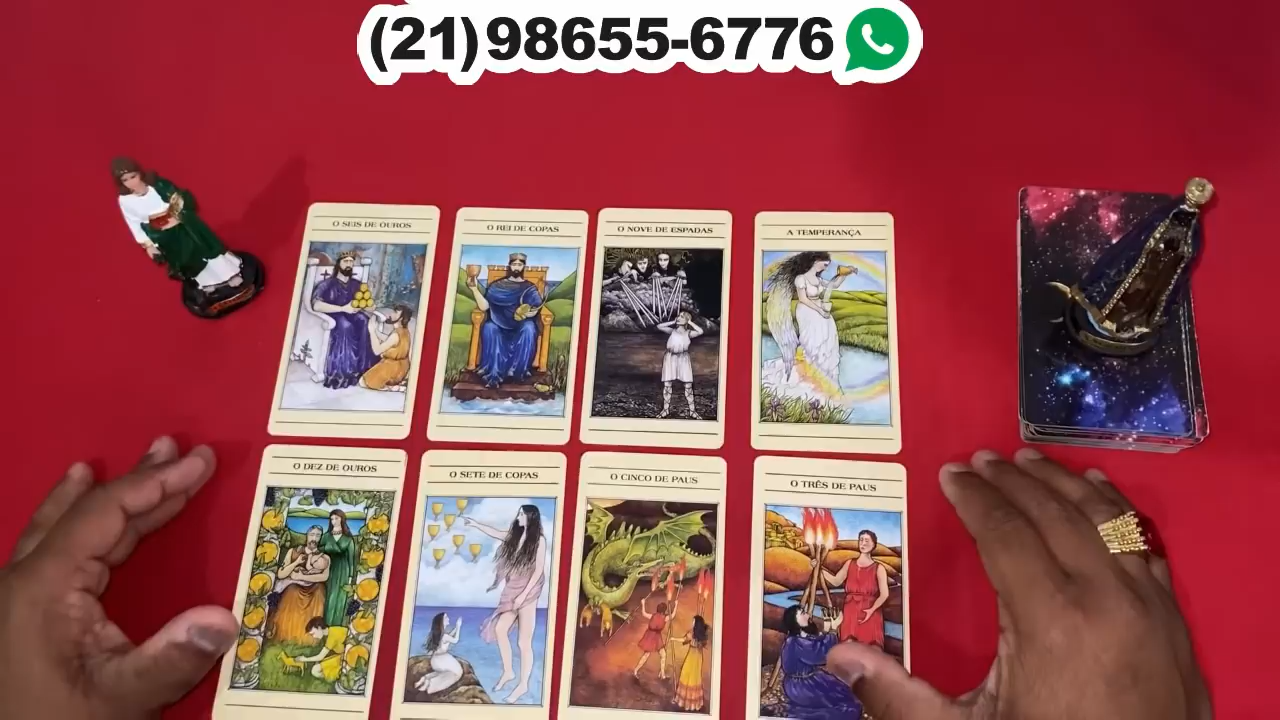 (21)98655-6776
O SEIS DE OUROS
O REI DE COPAS
O NOVE DE ESPADAS
A TEMPERANÇA
O DEZ DE OUROS
O SETE DE COPAS
O CINCO DE PAUS
O TRÊS DE PAUS